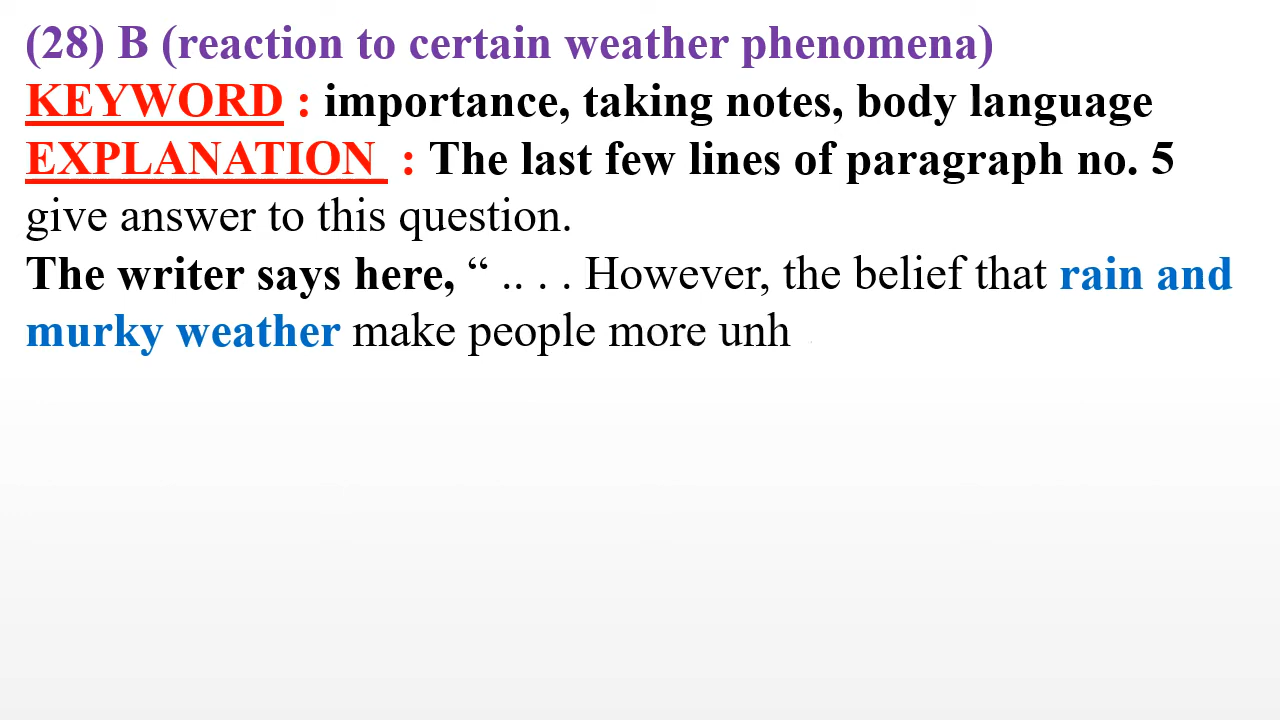 (28) B (reaction to certain weather phenomena)
KEYWORD : importance, taking notes, body language
EXPLANATION : The last few lines of paragraph no. 5
give answer to this question.
The writer says here, “ .. . . However, the belief that rain and
murky weather make people more unh